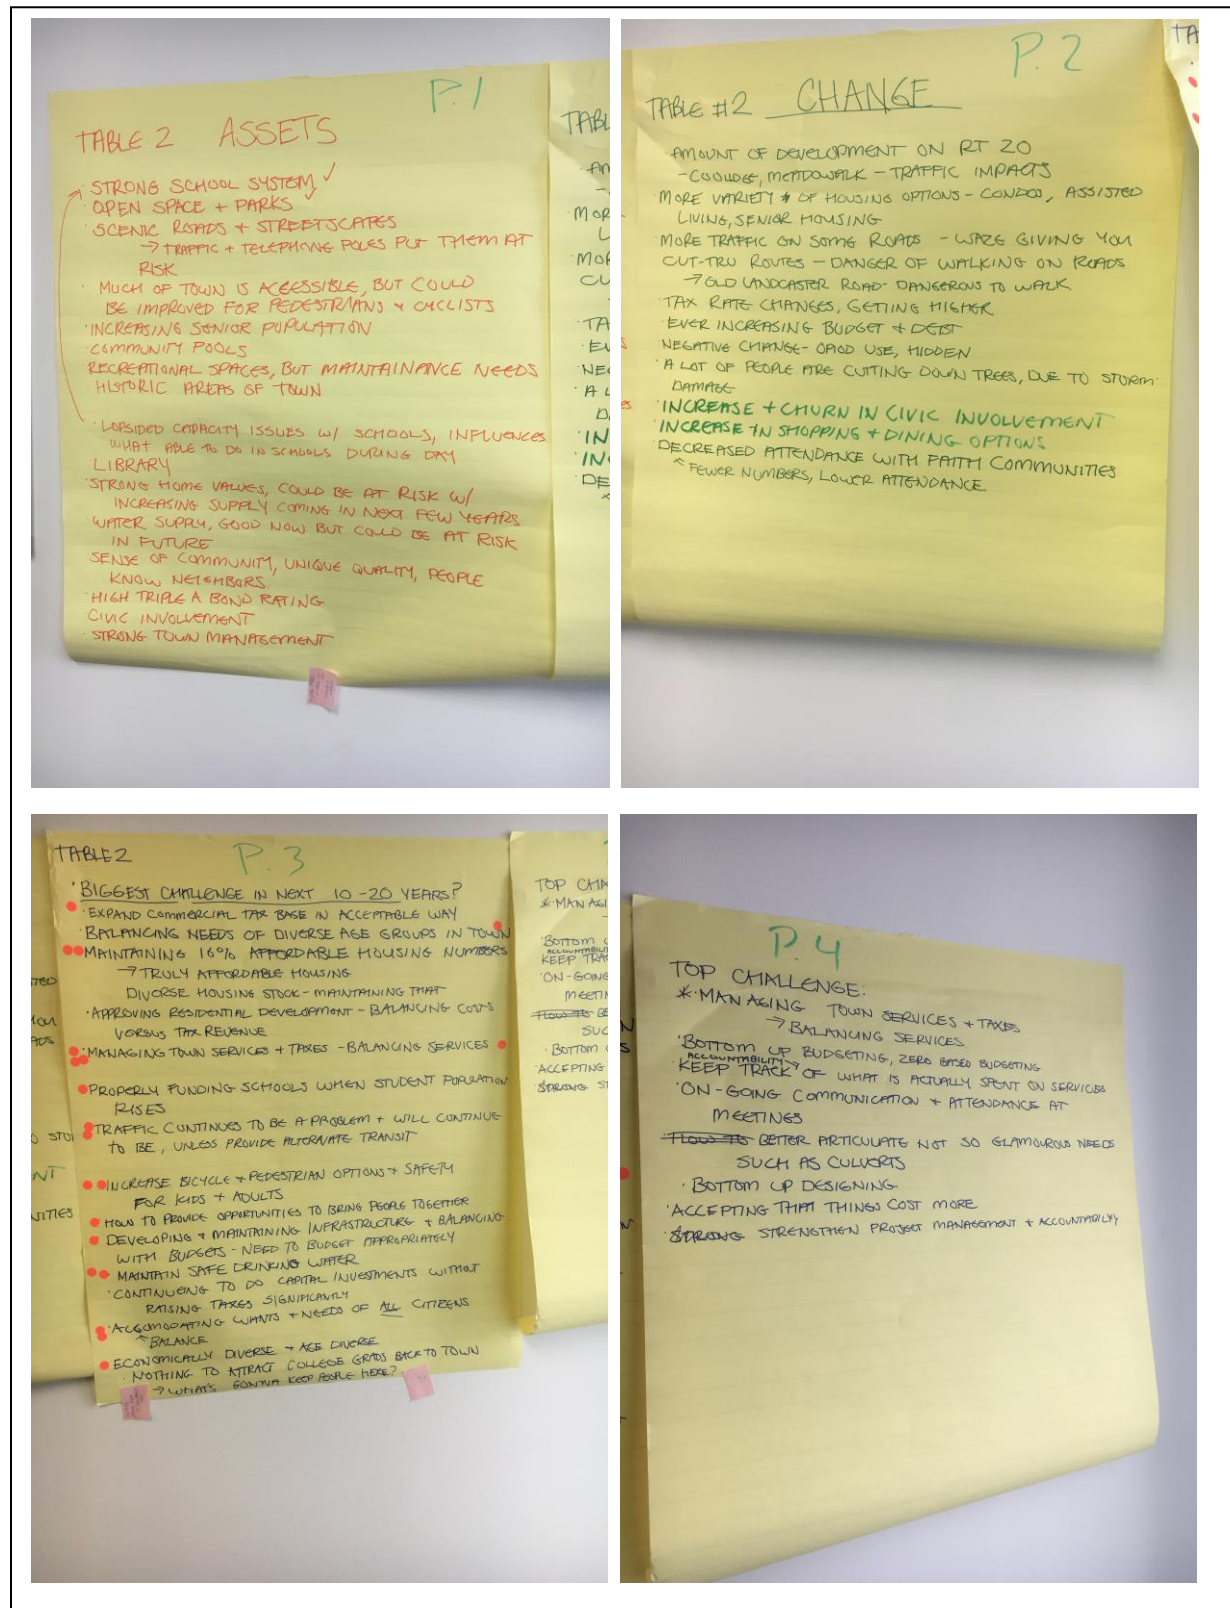 P.1
TABLE 2 ASSETS
· STRONG SCHOOL SYSTEM ✓
· OPEN SPACE + PARKS ✓
· SCENIC ROADS + STREETSCAPES
→ TRAFFIC + TELEPHONE POLES PUT THEM AT
RISK
· MUCH OF TOWN IS ACCESSIBLE, BUT COULD
BE IMPROVED FOR PEDESTRIANS + CYCLISTS
· INCREASING SENIOR POPULATION
· COMMUNITY POOLS
RECREATIONAL SPACES, BUT MAINTAINANCE NEEDS
· HISTORIC AREAS OF TOWN
· LOPSIDED CAPACITY ISSUES W/ SCHOOLS, INFLUENCES
WHAT ABLE TO DO IN SCHOOLS DURING DAY
LIBRARY
· STRONG HOME VALUES, COULD BE AT RISK W/
INCREASING SUPPLY COMING IN NEXT FEW YEARS
· WATER SUPPLY, GOOD NOW BUT COULD BE AT RISK
IN FUTURE
SENSE OF COMMUNITY, UNIQUE QUALITY, PEOPLE
KNOW NEIGHBORS
· HIGH TRIPLE A BOND RATING
CIVIC INVOLVEMENT
· STRONG TOWN MANAGEMENT
P.2
TABLE #2 CHANGE
· AMOUNT OF DEVELOPMENT ON RT 20
- COOLIDGE, MEADOWALK - TRAFFIC IMPACTS
· MORE VARIETY # OF HOUSING OPTIONS - CONDOS, ASSISTED
LIVING, SENIOR HOUSING
· MORE TRAFFIC ON SOME ROADS - WAZE GIVING YOU
CUT-TRU ROUTES - DANGER OF WALKING ON ROADS
→ OLD LANDCASTER ROAD - DANGEROUS TO WALK
· TAX RATE CHANGES, GETTING HIGHER
· EVER INCREASING BUDGET + DEBT
NEGATIVE CHANGE - OPIOD USE, HIDDEN
· A LOT OF PEOPLE ARE CUTTING DOWN TREES, DUE TO STORM
DAMAGE
· INCREASE + CHURN IN CIVIC INVOLVEMENT
· INCREASE IN SHOPPING + DINING OPTIONS
DECREASED ATTENDANCE WITH FAITH COMMUNITIES
^ FEWER NUMBERS, LOWER ATTENDANCE
TABLE 2 P.3
· BIGGEST CHALLENGE IN NEXT 10-20 YEARS?
· EXPAND COMMERCIAL TAX BASE IN ACCEPTABLE WAY
· BALANCING NEEDS OF DIVERSE AGE GROUPS IN TOWN
MAINTAINING 10% AFFORDABLE HOUSING NUMBERS
→ TRULY AFFORDABLE HOUSING
DIVERSE HOUSING STOCK - MAINTAINING THAT
· APPROVING RESIDENTIAL DEVELOPMENT - BALANCING COSTS
VERSUS TAX REVENUE
· MANAGING TOWN SERVICES + TAXES - BALANCING SERVICES
PROPERLY FUNDING SCHOOLS WHEN STUDENT POPULATION
RISES
TRAFFIC CONTINUES TO BE A PROBLEM + WILL CONTINUE
TO BE, UNLESS PROVIDE ALTERNATE TRANSIT
· INCREASE BICYCLE + PEDESTRIAN OPTIONS + SAFETY
FOR KIDS + ADULTS
· HOW TO PROVIDE OPPORTUNITIES TO BRING PEOPLE TOGETHER
DEVELOPING + MAINTAINING INFRASTRUCTURE + BALANCING
WITH BUDGETS - NEED TO BUDGET APPROPRIATELY
· MAINTAIN SAFE DRINKING WATER
· CONTINUEING TO DO CAPITAL INVESTMENTS WITHOUT
RAISING TAXES SIGNIFICANTLY
· ACCOMODATING WANTS + NEEDS OF ALL CITIZENS
^ BALANCE
ECONOMICALLY DIVERSE + AGE DIVERSE
· NOTHING TO ATTRACT COLLEGE GRADS BACK TO TOWN
→ WHAT'S GONNA KEEP PEOPLE HERE?
P.4
TOP CHALLENGE:
* · MANAGING TOWN SERVICES + TAXES
→ BALANCING SERVICES
· BOTTOM UP BUDGETING, ZERO BASED BUDGETING
ACCOUNTABILITY →
KEEP TRACK OF WHAT IS ACTUALLY SPENT ON SERVICES
· ON-GOING COMMUNICATION + ATTENDANCE AT
MEETINGS
HOW TO BETTER ARTICULATE NOT SO GLAMOUROUS NEEDS
SUCH AS CULVERTS
· BOTTOM UP DESIGNING
· ACCEPTING THAT THINGS COST MORE
· STRONG STRENGTHEN PROJECT MANAGEMENT + ACCOUNTABILITY